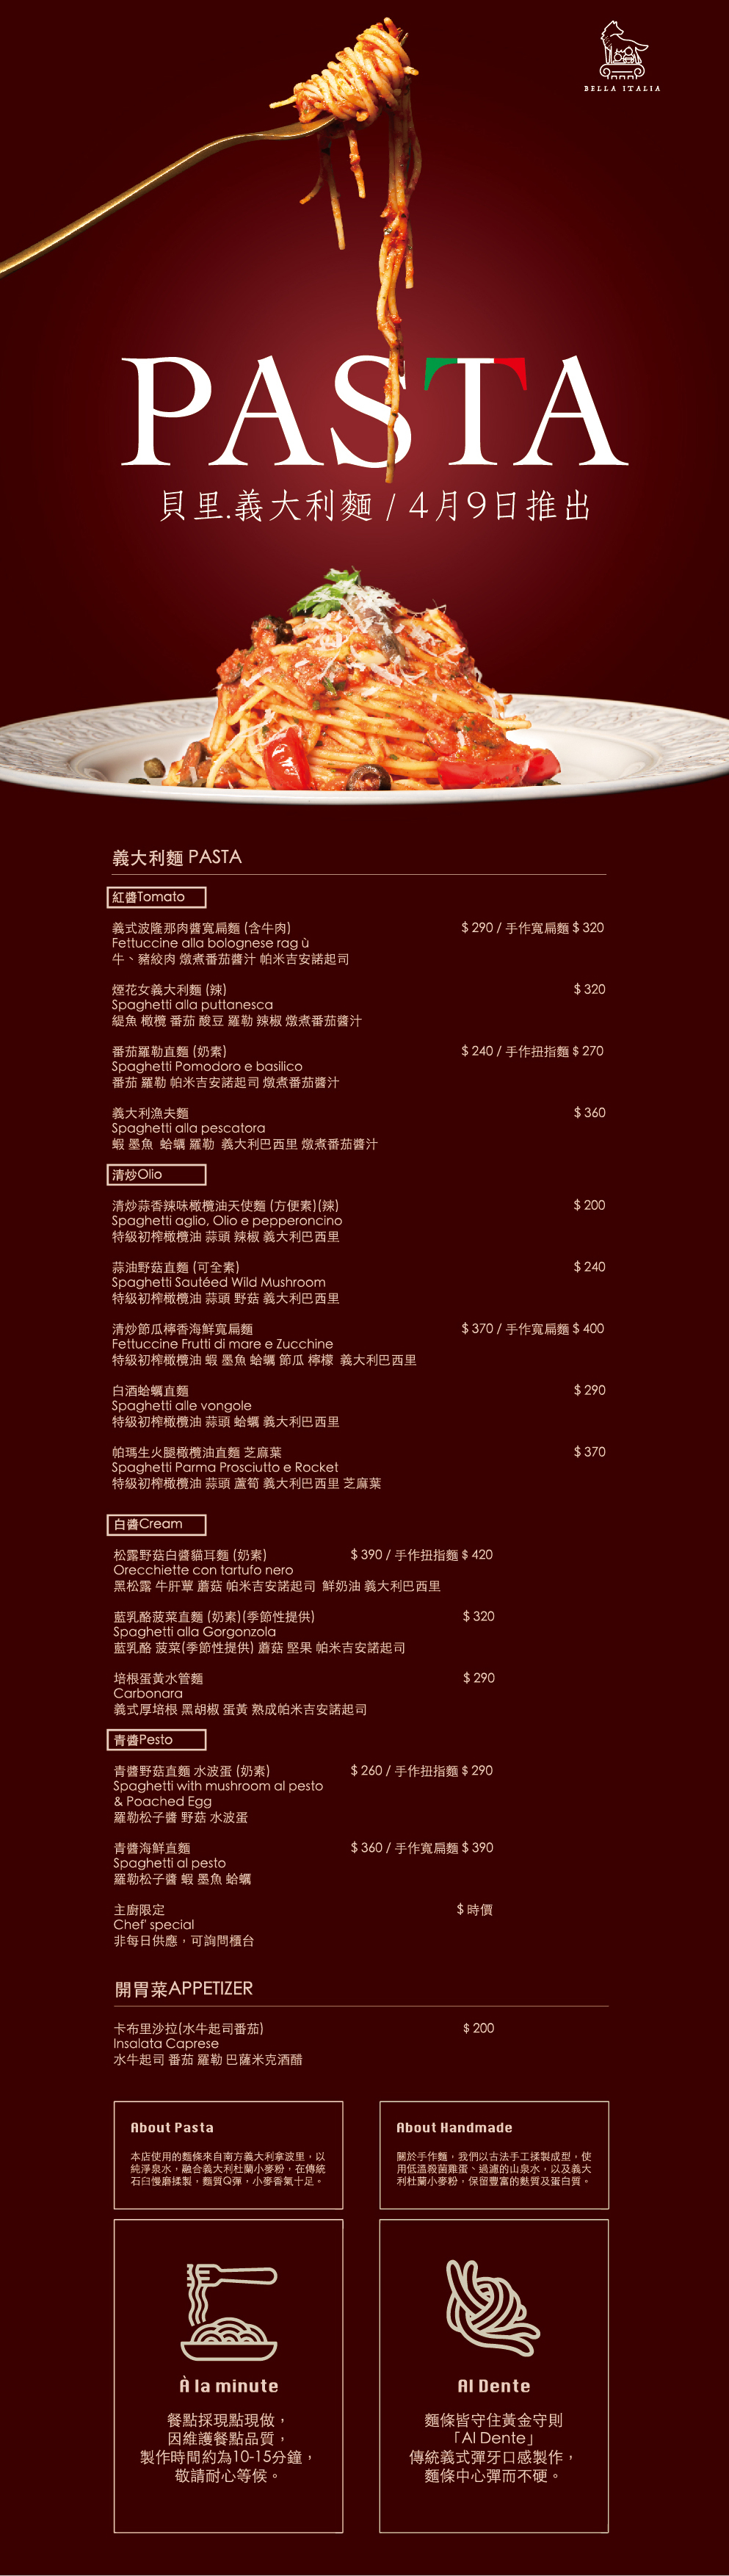 BELLA ITALIA
PASTA
貝里.義大利麵 / 4月9日推出
義大利麵 PASTA
紅醬Tomato
義式波隆那肉醬寬扁麵 (含牛肉) $ 290 / 手作寬扁麵 $ 320
Fettuccine alla bolognese rag ù
牛、豬絞肉 燉煮番茄醬汁 帕米吉安諾起司
煙花女義大利麵 (辣) $ 320
Spaghetti alla puttanesca
緹魚 橄欖 番茄 酸豆 羅勒 辣椒 燉煮番茄醬汁
番茄羅勒直麵 (奶素) $ 240 / 手作扭指麵 $ 270
Spaghetti Pomodoro e basilico
番茄 羅勒 帕米吉安諾起司 燉煮番茄醬汁
義大利漁夫麵 $ 360
Spaghetti alla pescatora
蝦 墨魚 蛤蠣 羅勒 義大利巴西里 燉煮番茄醬汁
清炒Olio
清炒蒜香辣味橄欖油天使麵 (方便素)(辣) $ 200
Spaghetti aglio, Olio e pepperoncino
特級初榨橄欖油 蒜頭 辣椒 義大利巴西里
蒜油野菇直麵 (可全素) $ 240
Spaghetti Sautéed Wild Mushroom
特級初榨橄欖油 蒜頭 野菇 義大利巴西里
清炒節瓜檸香海鮮寬扁麵 $ 370 / 手作寬扁麵 $ 400
Fettuccine Frutti di mare e Zucchine
特級初榨橄欖油 蝦 墨魚 蛤蠣 節瓜 檸檬 義大利巴西里
白酒蛤蠣直麵 $ 290
Spaghetti alle vongole
特級初榨橄欖油 蒜頭 蛤蠣 義大利巴西里
帕瑪生火腿橄欖油直麵 芝麻葉 $ 370
Spaghetti Parma Prosciutto e Rocket
特級初榨橄欖油 蒜頭 蘆筍 義大利巴西里 芝麻葉
白醬Cream
松露野菇白醬貓耳麵 (奶素) $ 390 / 手作扭指麵 $ 420
Orecchiette con tartufo nero
黑松露 牛肝蕈 蘑菇 帕米吉安諾起司 鮮奶油 義大利巴西里
藍乳酪菠菜直麵 (奶素)(季節性提供) $ 320
Spaghetti alla Gorgonzola
藍乳酪 菠菜(季節性提供) 蘑菇 堅果 帕米吉安諾起司
培根蛋黃水管麵 $ 290
Carbonara
義式厚培根 黑胡椒 蛋黃 熟成帕米吉安諾起司
青醬Pesto
青醬野菇直麵 水波蛋 (奶素) $ 260 / 手作扭指麵 $ 290
Spaghetti with mushroom al pesto
& Poached Egg
羅勒松子醬 野菇 水波蛋
青醬海鮮直麵 $ 360 / 手作寬扁麵 $ 390
Spaghetti al pesto
羅勒松子醬 蝦 墨魚 蛤蠣
主廚限定 $ 時價
Chef' special
非每日供應，可詢問櫃台
開胃菜APPETIZER
卡布里沙拉(水牛起司番茄) $ 200
Insalata Caprese
水牛起司 番茄 羅勒 巴薩米克酒醋
About Pasta
本店使用的麵條來自南方義大利拿波里，以
純淨泉水，融合義大利杜蘭小麥粉，在傳統
石臼慢磨揉製，麵質Q彈，小麥香氣十足。
About Handmade
關於手作麵，我們以古法手工揉製成型，使
用低溫殺菌雞蛋、過濾的山泉水，以及義大
利杜蘭小麥粉，保留豐富的麩質及蛋白質。
À la minute
餐點採現點現做，
因維護餐點品質，
製作時間約為10-15分鐘，
敬請耐心等候。
Al Dente
麵條皆守住黃金守則
「Al Dente」
傳統義式彈牙口感製作，
麵條中心彈而不硬。